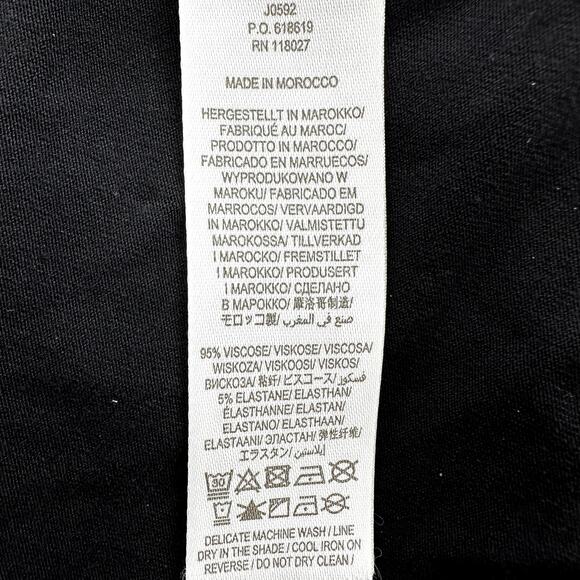 J0592
P.O. 618619
RN 118027
MADE IN MOROCCO
HERGESTELLT IN MAROKKO/
FABRIQUÉ AU MAROC/
PRODOTTO IN MAROCCO/
FABRICADO EN MARRUECOS/
WYPRODUKOWANO W
MAROKU/ FABRICADO EM
MARROCOS/ VERVAARDIGD
IN MAROKKO/ VALMISTETTU
MAROKOSSA/ TILLVERKAD
I MAROCKO/ FREMSTILLET
I MAROKKO/ PRODUSERT
I MAROKKO/ СДЕЛАНО
В МАРОККО/ 摩洛哥制造/
モロッコ製/ صنع في المغرب
95% VISCOSE/ VISKOSE/ VISCOSA/
WISKOZA/ VISKOOSI/ VISKOS/
ВИСКОЗА/ 粘纤/ ビスコース/ فسكوز
5% ELASTANE/ ELASTHAN/
ÉLASTHANNE/ ELASTAN/
ELASTANO/ ELASTHAAN/
ELASTAANI/ ЭЛАСТАН/ 弹性纤维/
エラスタン/ إيلاستين
30
DELICATE MACHINE WASH / LINE
DRY IN THE SHADE / COOL IRON ON
REVERSE / DO NOT DRY CLEAN /